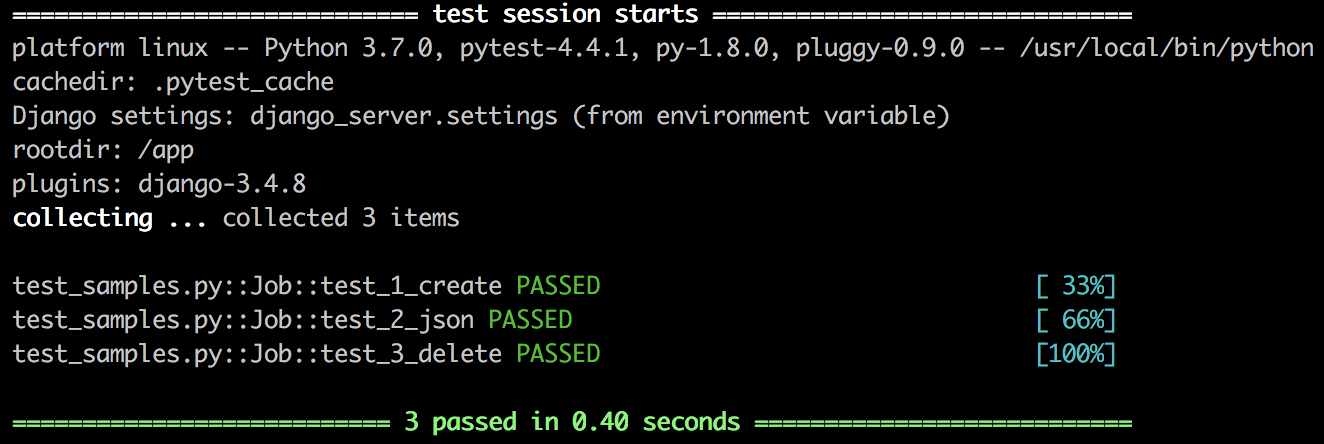 ============================= test session starts ==============================
platform linux -- Python 3.7.0, pytest-4.4.1, py-1.8.0, pluggy-0.9.0 -- /usr/local/bin/python
cachedir: .pytest_cache
Django settings: django_server.settings (from environment variable)
rootdir: /app
plugins: django-3.4.8
collecting ... collected 3 items
test_samples.py::Job::test_1_create PASSED [ 33%]
test_samples.py::Job::test_2_json PASSED [ 66%]
test_samples.py::Job::test_3_delete PASSED [100%]
=========================== 3 passed in 0.40 seconds ===========================